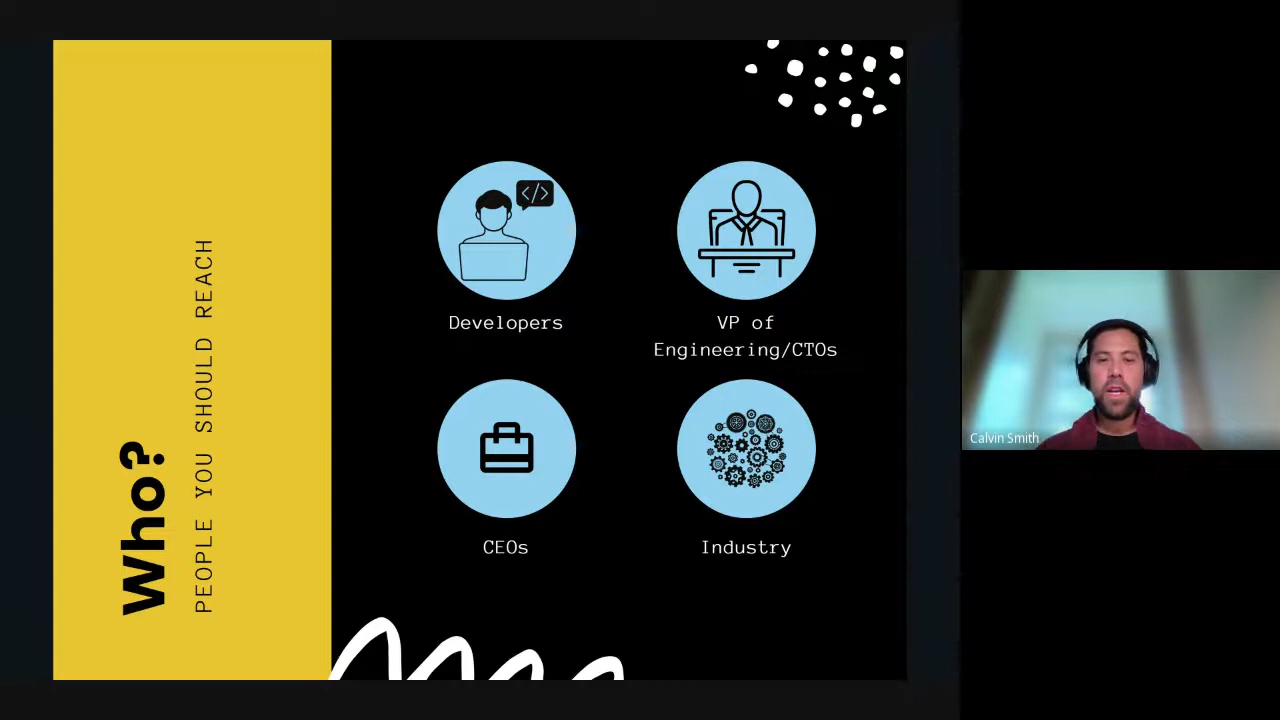 Who?
PEOPLE YOU SHOULD REACH
</>
Developers
VP of
Engineering/CTOs
CEOs
Industry
Calvin Smith